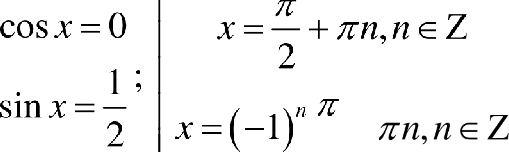 cos x = 0
sin x = 1/2 ;
x = π/2 + πn, n ∈ Z
x = (−1)ⁿ π πn, n ∈ Z